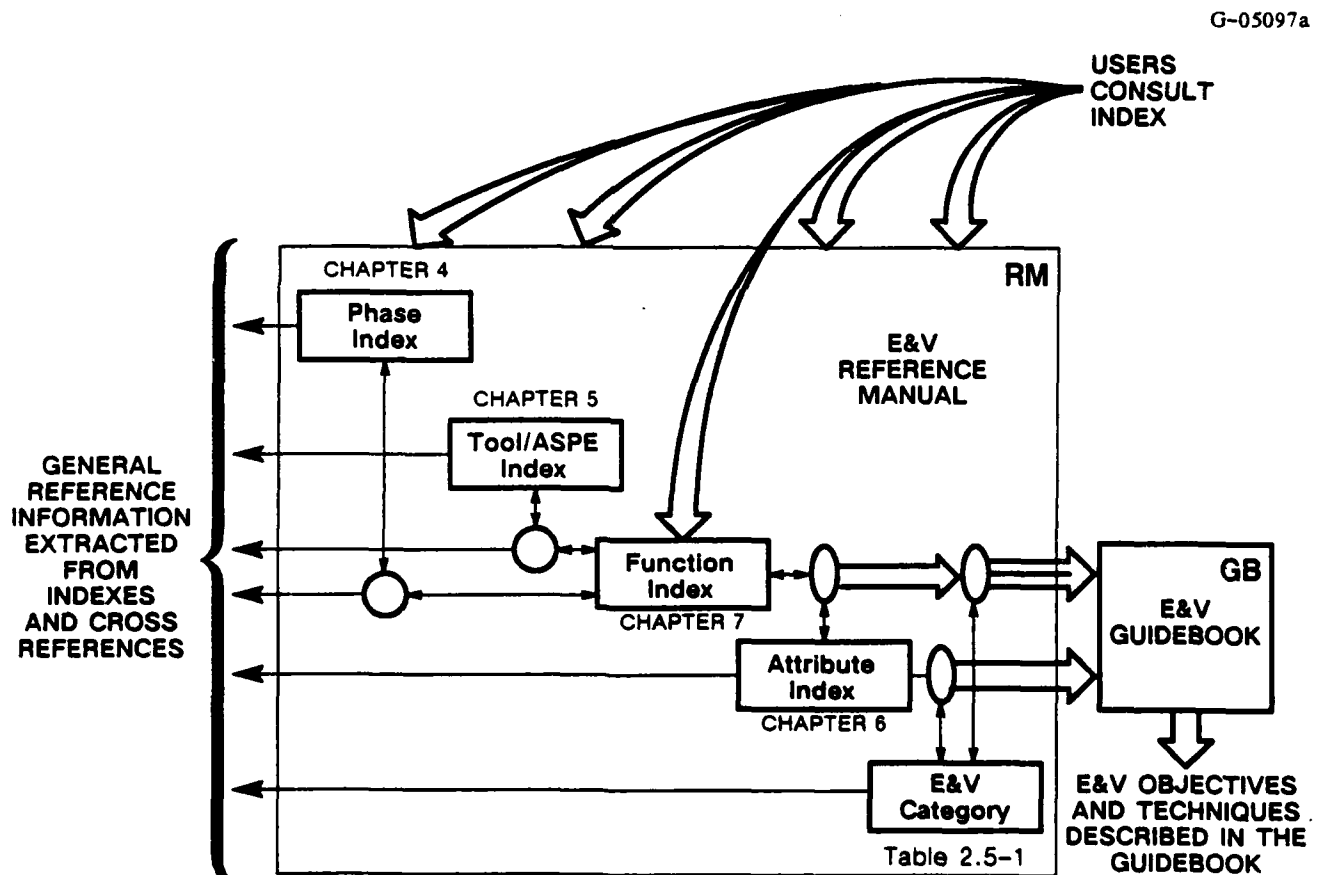 G-05097a
USERS
CONSULT
INDEX
RM
CHAPTER 4
Phase
Index
E&V
REFERENCE
MANUAL
CHAPTER 5
Tool/ASPE
Index
GENERAL
REFERENCE
INFORMATION
EXTRACTED
FROM
INDEXES
AND CROSS
REFERENCES
Function
Index
CHAPTER 7
GB
E&V
GUIDEBOOK
Attribute
Index
CHAPTER 6
E&V
Category
Table 2.5-1
E&V OBJECTIVES
AND TECHNIQUES
DESCRIBED IN THE
GUIDEBOOK